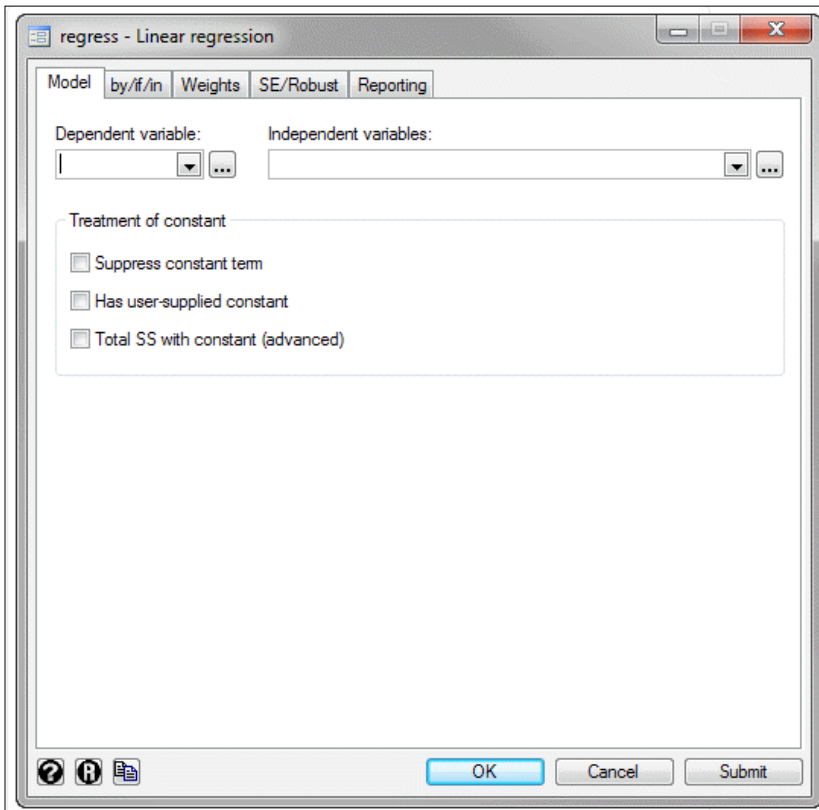 regress - Linear regression
Model by/if/in Weights SE/Robust Reporting
Dependent variable: Independent variables:
... ...
Treatment of constant
Suppress constant term
Has user-supplied constant
Total SS with constant (advanced)
? R OK Cancel Submit